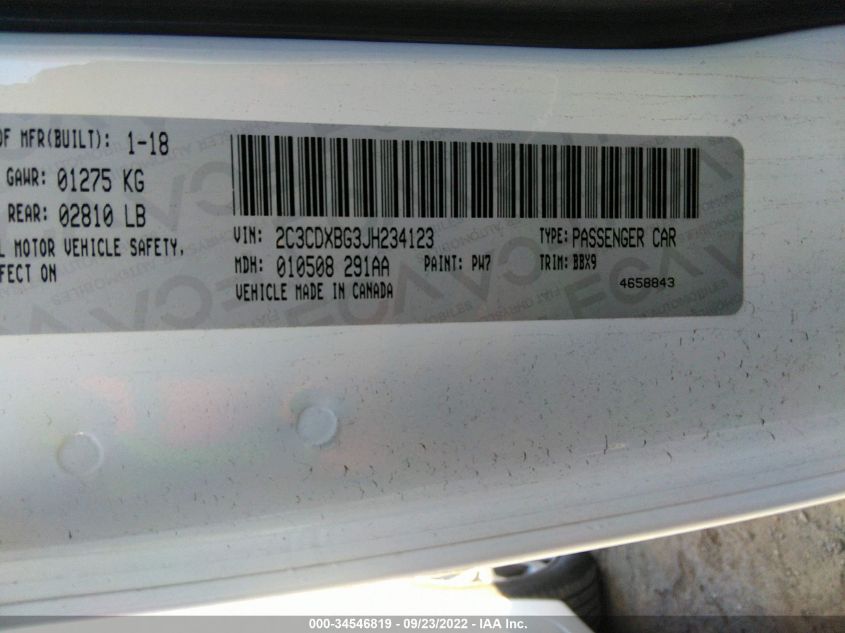 OF MFR(BUILT): 1-18
GAWR: 01275 KG
REAR: 02810 LB
L MOTOR VEHICLE SAFETY,
FECT ON
VIN: 2C3CDXBG3JH234123 TYPE: PASSENGER CAR
MDH: 010508 291AA PAINT: PW7 TRIM: BBX9
VEHICLE MADE IN CANADA 4658843
000-34546819 - 09/23/2022 - IAA Inc.